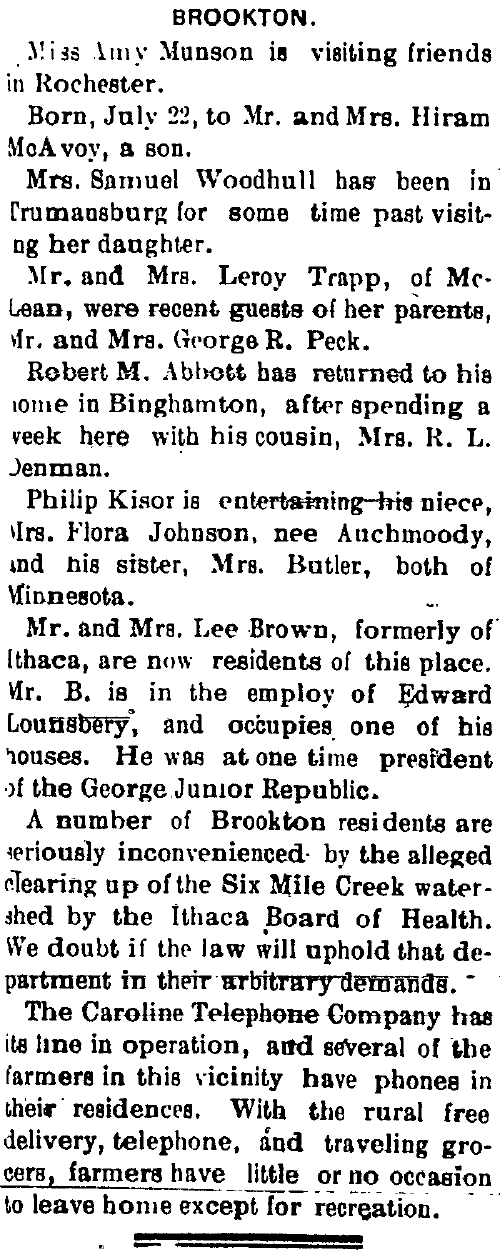 BROOKTON.
Miss Amy Munson is visiting friends
in Rochester.
Born, July 22, to Mr. and Mrs. Hiram
McAvoy, a son.
Mrs. Samuel Woodhull has been in
Trumansburg for some time past visit-
ng her daughter.
Mr. and Mrs. Leroy Trapp, of Mc-
Lean, were recent guests of her parents,
Mr. and Mrs. George R. Peck.
Robert M. Abbott has returned to his
home in Binghamton, after spending a
week here with his cousin, Mrs. R. L.
Denman.
Philip Kisor is entertaining his niece,
Mrs. Flora Johnson, nee Auchmoody,
and his sister, Mrs. Butler, both of
Minnesota.
Mr. and Mrs. Lee Brown, formerly of
Ithaca, are now residents of this place.
Mr. B. is in the employ of Edward
Lounsbery, and occupies one of his
houses. He was at one time president
of the George Junior Republic.
A number of Brookton residents are
seriously inconvenienced by the alleged
clearing up of the Six Mile Creek water-
shed by the Ithaca Board of Health.
We doubt if the law will uphold that de-
partment in their arbitrary demands.
The Caroline Telephone Company has
its line in operation, and several of the
farmers in this vicinity have phones in
their residences. With the rural free
delivery, telephone, and traveling gro-
cers, farmers have little or no occasion
to leave home except for recreation.